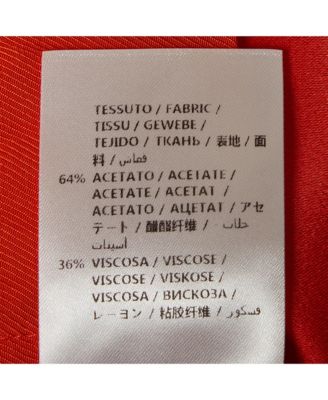 TESSUTO / FABRIC /
TISSU / GEWEBE /
TEJIDO / ТКАНЬ / 表地 / 面
料 / قماش /
64% ACETATO / ACETATE /
ACETATE / ACETAT /
ACETATO / АЦЕТАТ / アセ
テート / 醋酯纤维 /
36% VISCOSA / VISCOSE /
VISCOSE / VISKOSE /
VISCOSA / ВИСКОЗА /
レーヨン / 粘胶纤维 / فسكوز /